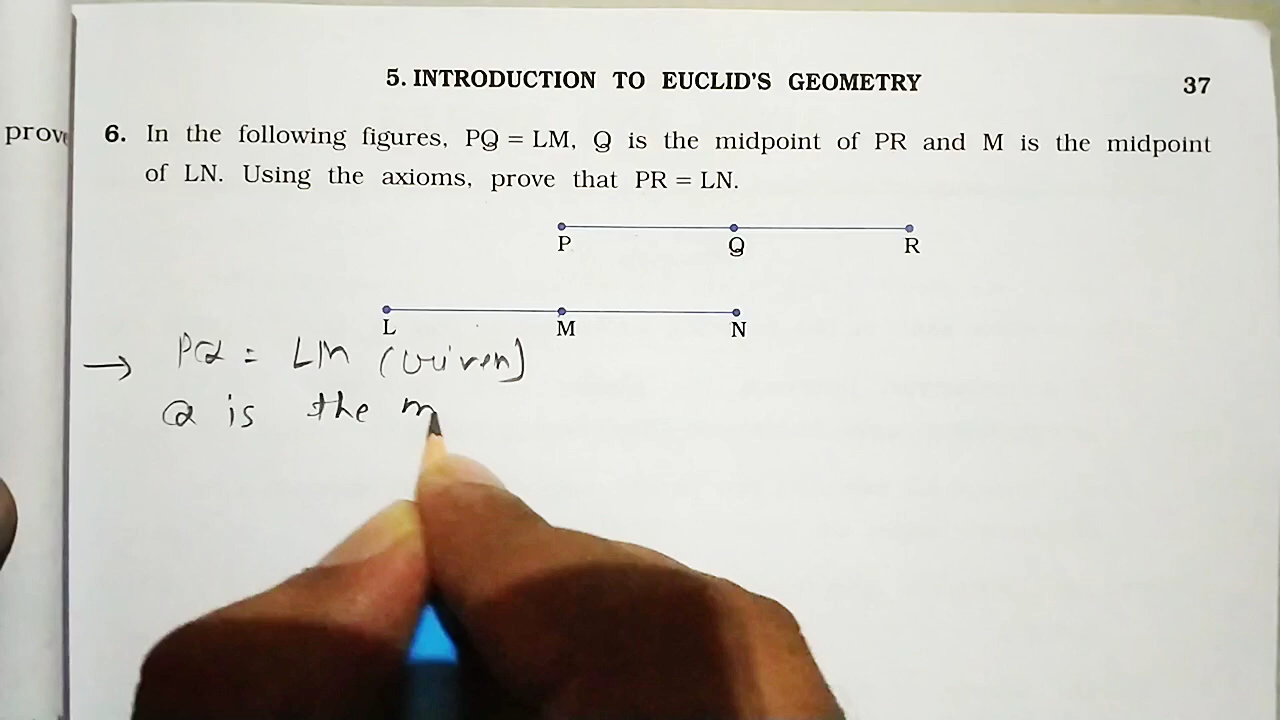 5. INTRODUCTION TO EUCLID'S GEOMETRY 37
6. In the following figures, PQ = LM, Q is the midpoint of PR and M is the midpoint
of LN. Using the axioms, prove that PR = LN.
P Q R
L M N
→ PQ = LM (Given)
Q is the m